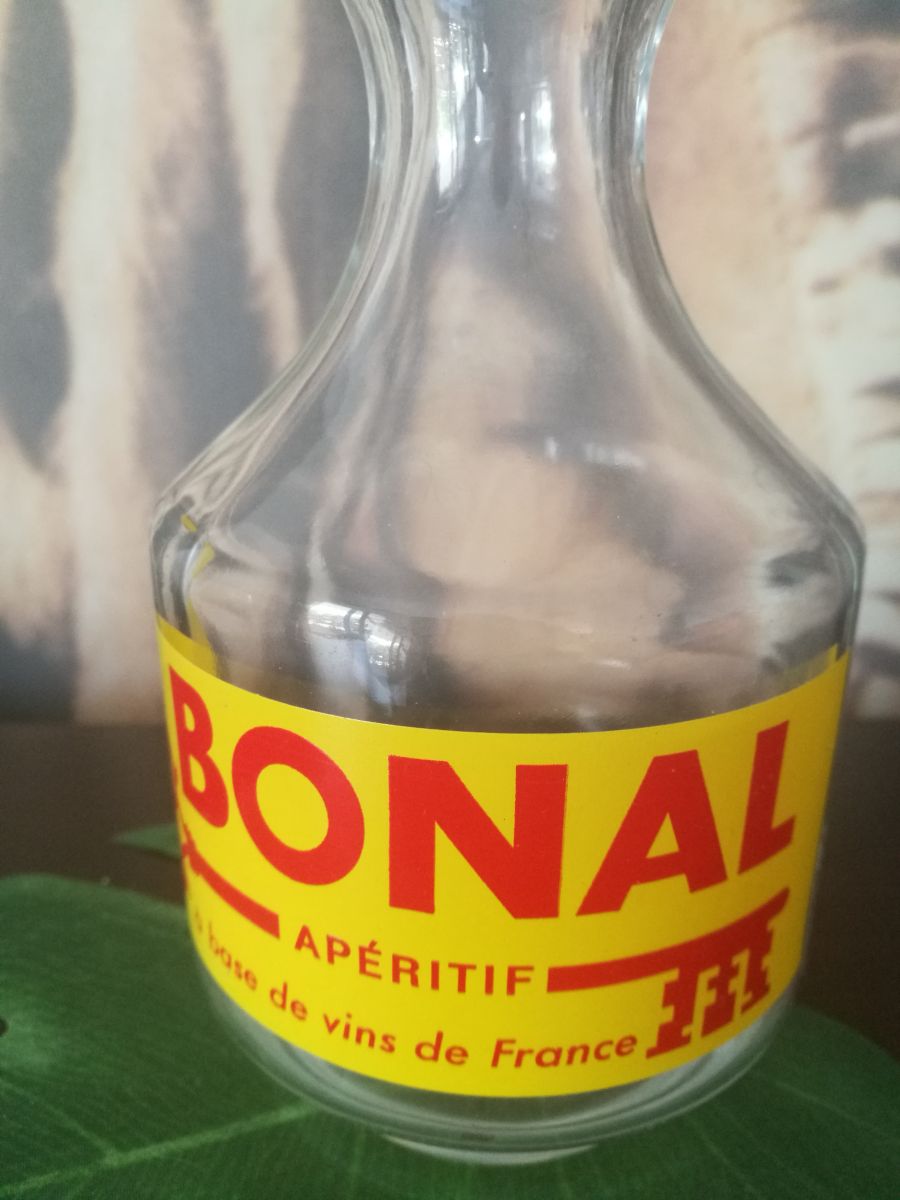 BONAL
APÉRITIF
à base de vins de France